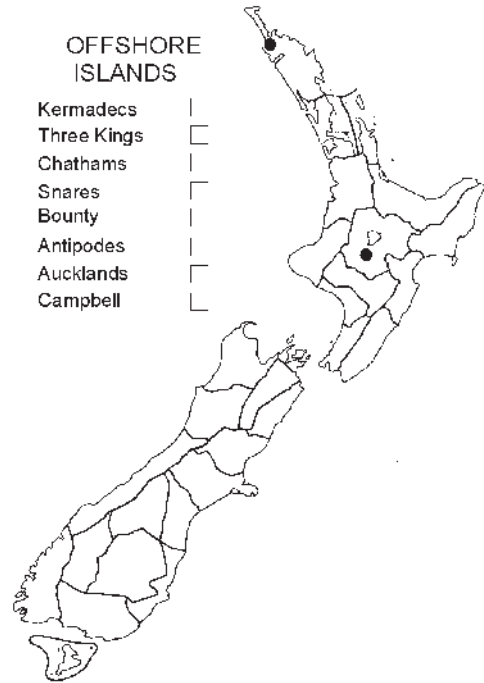 OFFSHORE
ISLANDS
Kermadecs
Three Kings
Chathams
Snares
Bounty
Antipodes
Aucklands
Campbell